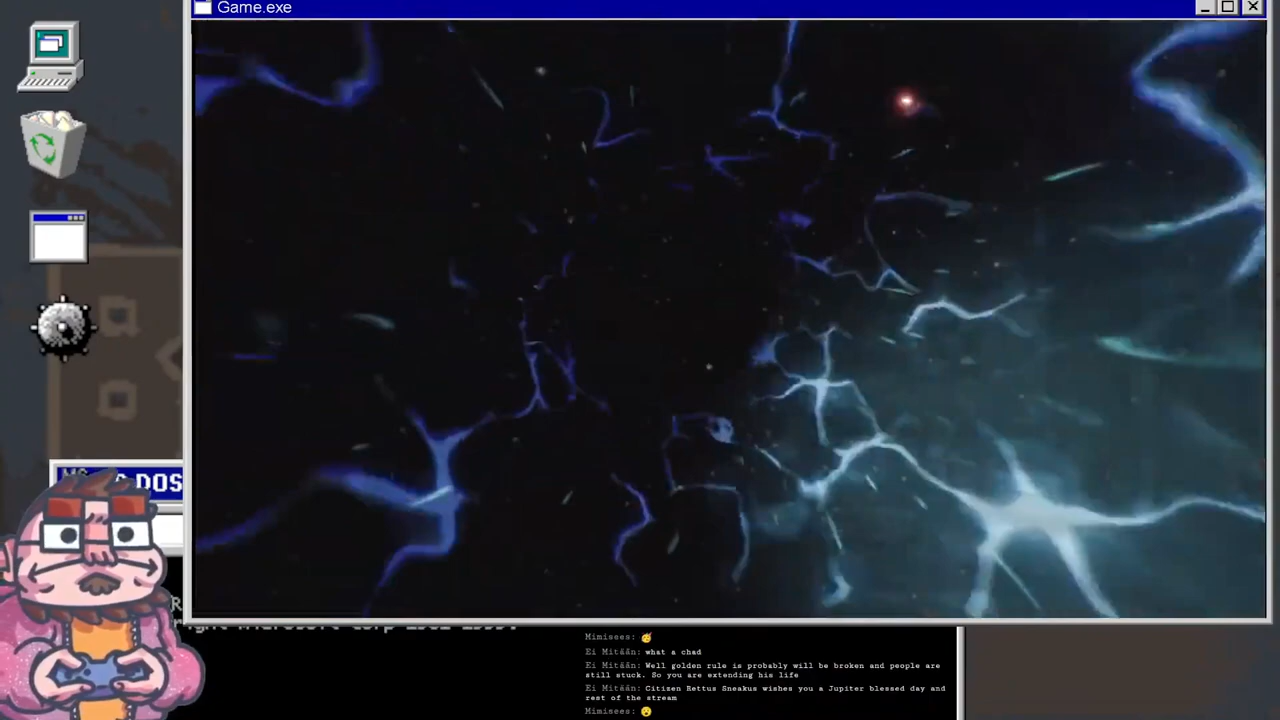 Game.exe
DOS
Mimisees: 🥳
Ei Mitään: what a chad
Ei Mitään: Well golden rule is probably will be broken and people are
still stuck. So you are extending his life
Ei Mitään: Citizen Rettus Sneakus wishes you a Jupiter blessed day and
rest of the stream
Mimisees: 😮